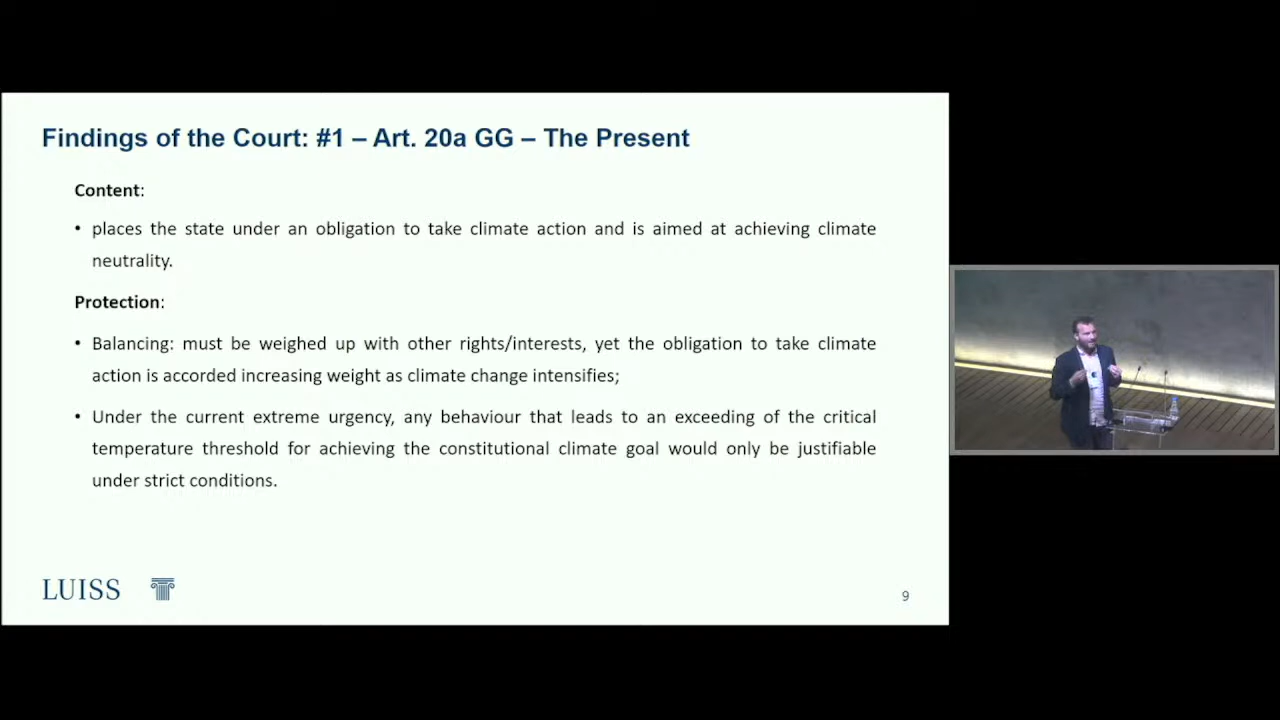 Findings of the Court: #1 – Art. 20a GG – The Present
Content:
• places the state under an obligation to take climate action and is aimed at achieving climate
neutrality.
Protection:
• Balancing: must be weighed up with other rights/interests, yet the obligation to take climate
action is accorded increasing weight as climate change intensifies;
• Under the current extreme urgency, any behaviour that leads to an exceeding of the critical
temperature threshold for achieving the constitutional climate goal would only be justifiable
under strict conditions.
LUISS
9